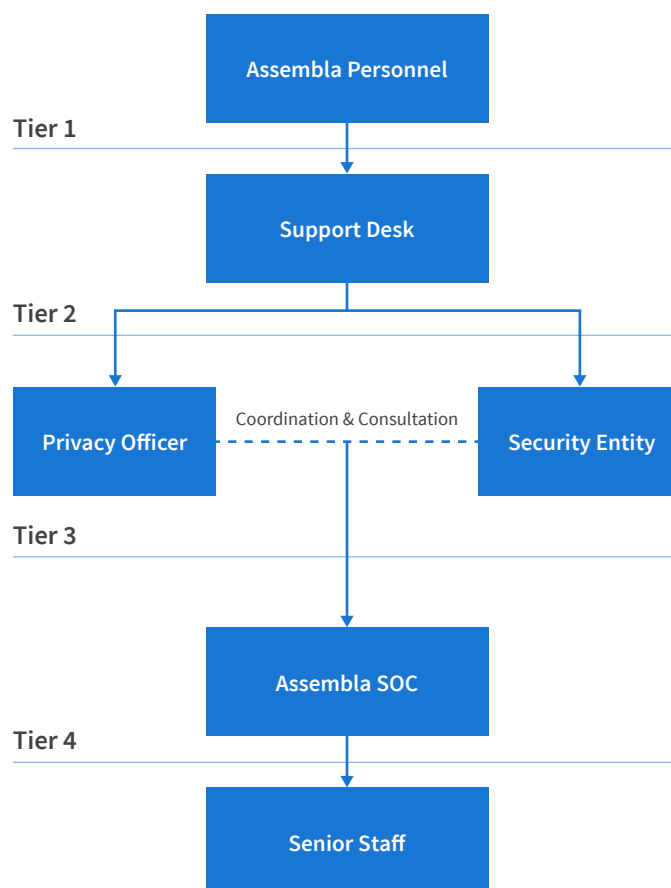 Assembla Personnel
Tier 1
Support Desk
Tier 2
Coordination & Consultation
Privacy Officer
Security Entity
Tier 3
Assembla SOC
Tier 4
Senior Staff